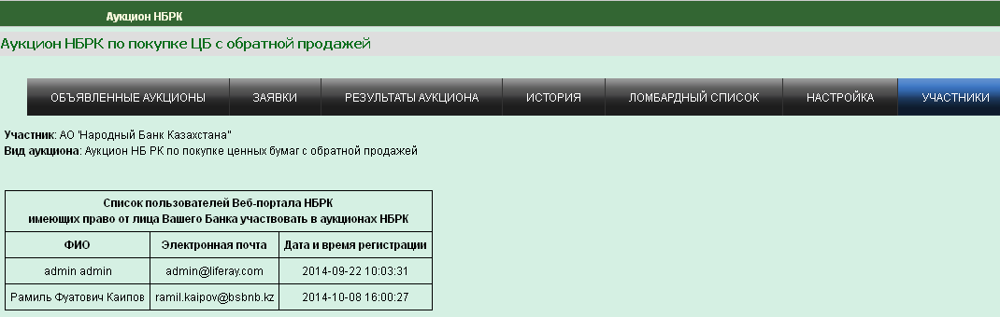 Аукцион НБРК
Аукцион НБРК по покупке ЦБ с обратной продажей
ОБЪЯВЛЕННЫЕ АУКЦИОНЫ ЗАЯВКИ РЕЗУЛЬТАТЫ АУКЦИОНА ИСТОРИЯ ЛОМБАРДНЫЙ СПИСОК НАСТРОЙКА УЧАСТНИКИ
Участник: АО 'Народный Банк Казахстана"
Вид аукциона: Аукцион НБ РК по покупке ценных бумаг с обратной продажей
Список пользователей Веб-портала НБРК
имеющих право от лица Вашего Банка участвовать в аукционах НБРК
ФИО Электронная почта Дата и время регистрации
admin admin admin@liferay.com 2014-09-22 10:03:31
Рамиль Фуатович Каипов ramil.kaipov@bsbnb.kz 2014-10-08 16:00:27